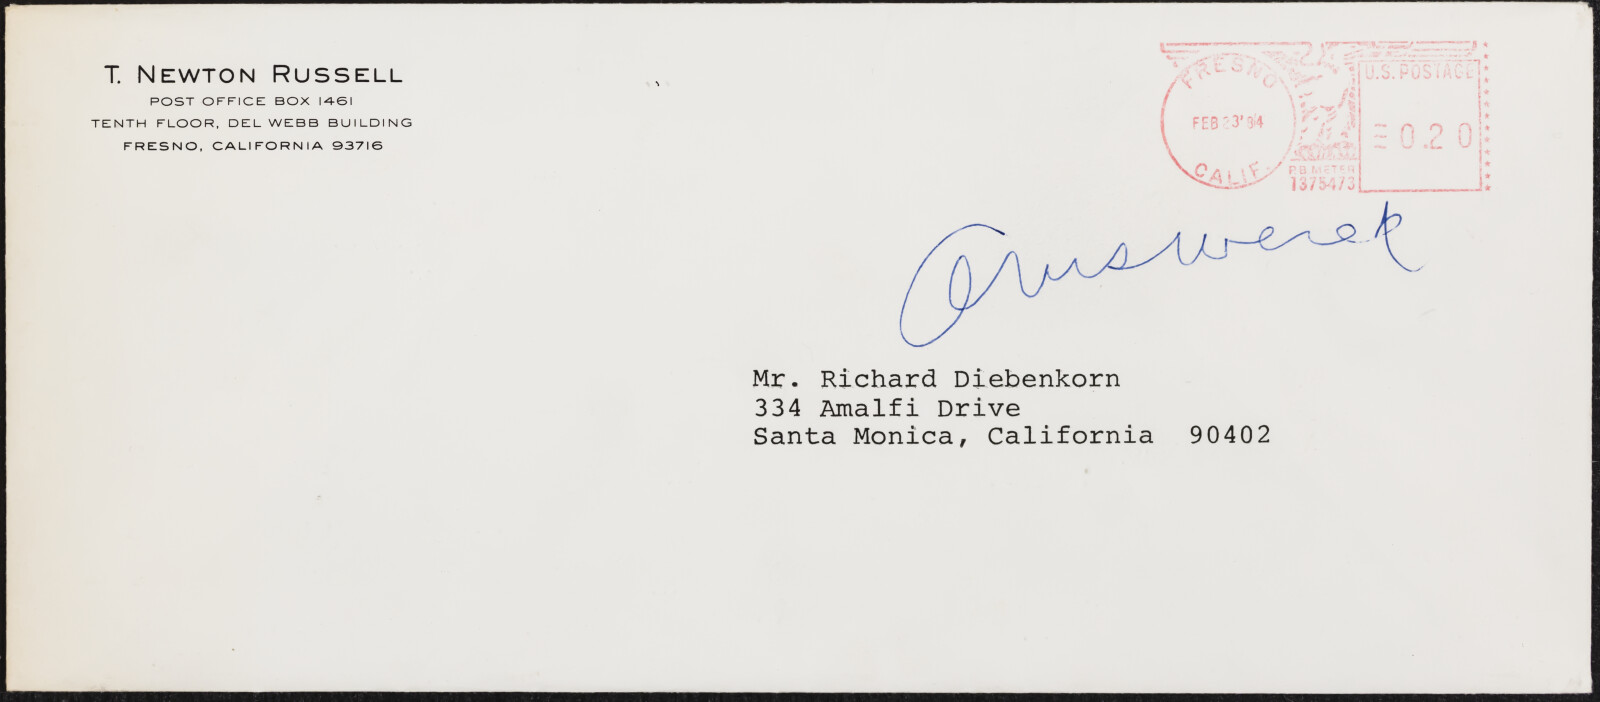 T. NEWTON RUSSELL
POST OFFICE BOX 1461
TENTH FLOOR, DEL WEBB BUILDING
FRESNO, CALIFORNIA 93716
FRESNO
FEB 23'84
CALIF.
P.B. METER
1375473
U.S. POSTAGE
0.20
answered
Mr. Richard Diebenkorn
334 Amalfi Drive
Santa Monica, California 90402